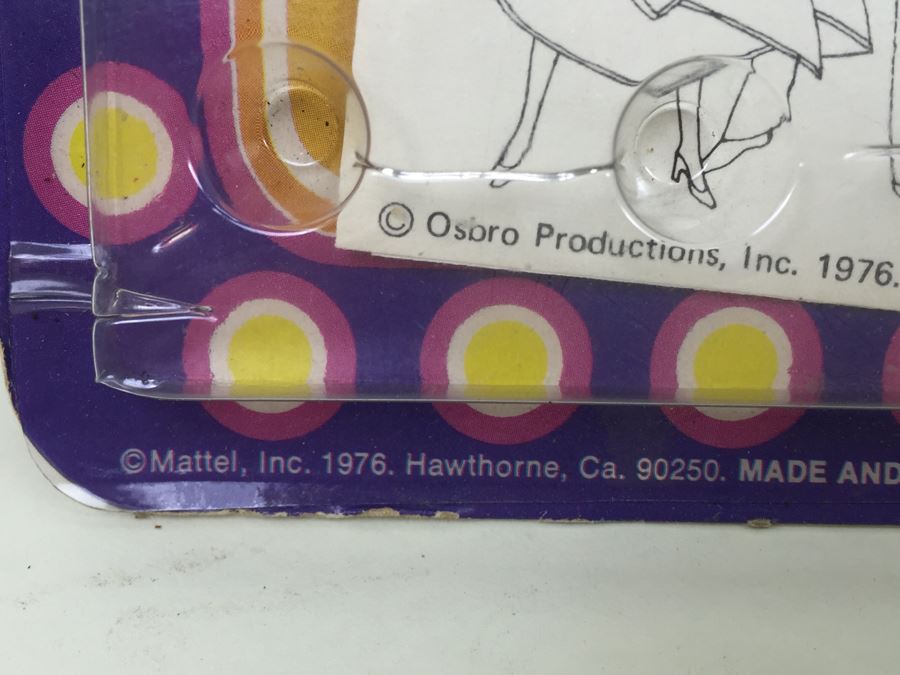 © Osbro Productions, Inc. 1976.
©Mattel, Inc. 1976. Hawthorne, Ca. 90250. MADE AND